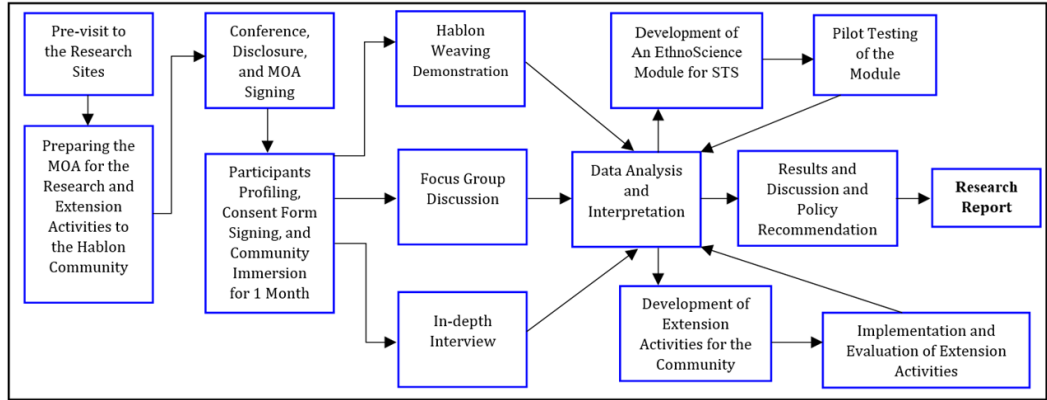 Pre-visit to
the Research
Sites
Preparing the
MOA for the
Research and
Extension
Activities to
the Hablon
Community
Conference,
Disclosure,
and MOA
Signing
Participants
Profiling,
Consent Form
Signing, and
Community
Immersion
for 1 Month
Hablon
Weaving
Demonstration
Focus Group
Discussion
In-depth
Interview
Data Analysis
and
Interpretation
Development of
An EthnoScience
Module for STS
Pilot Testing
of the
Module
Results and
Discussion and
Policy
Recommendation
Research
Report
Development of
Extension
Activities for the
Community
Implementation and
Evaluation of Extension
Activities